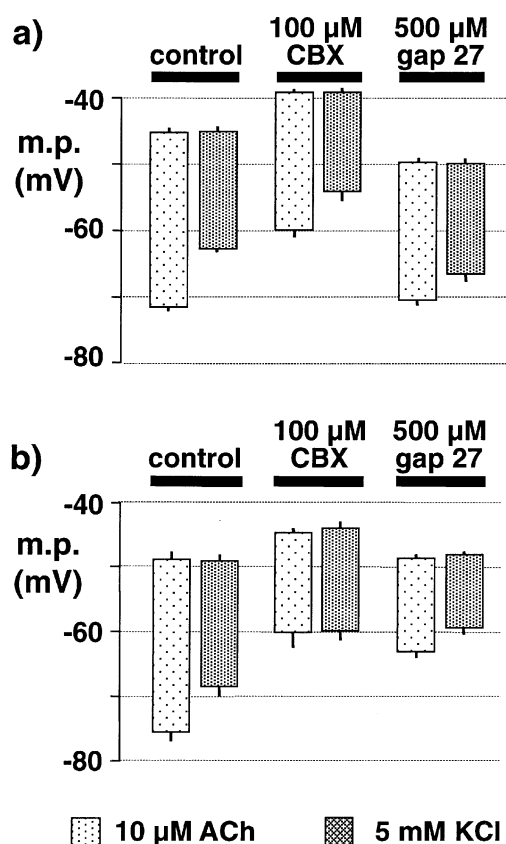 a)
control
100 µM
CBX
500 µM
gap 27
m.p.
(mV)
-40
-60
-80
b)
control
100 µM
CBX
500 µM
gap 27
m.p.
(mV)
-40
-60
-80
10 µM ACh
5 mM KCl